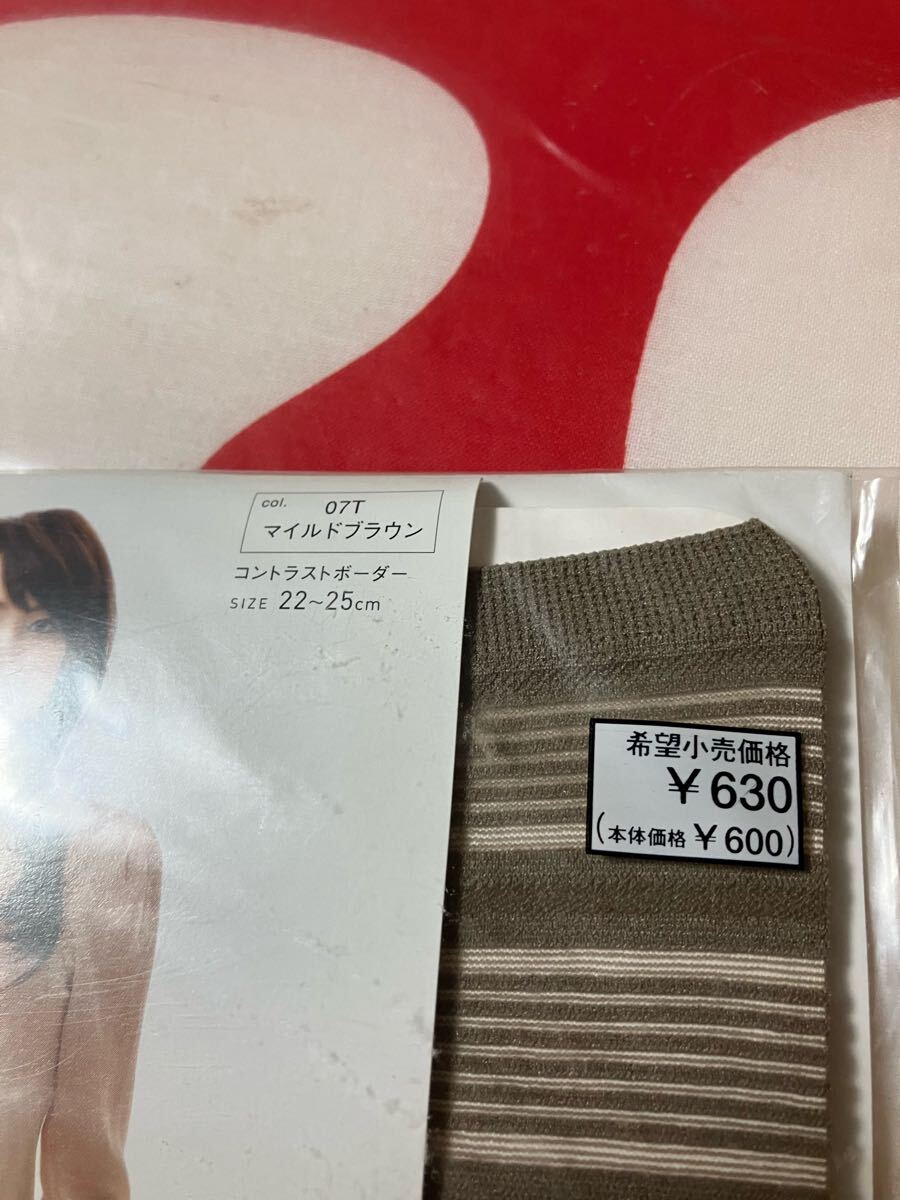 col. 07T
マイルドブラウン
コントラストボーダー
SIZE 22~25cm
希望小売価格
¥630
(本体価格 ¥600)